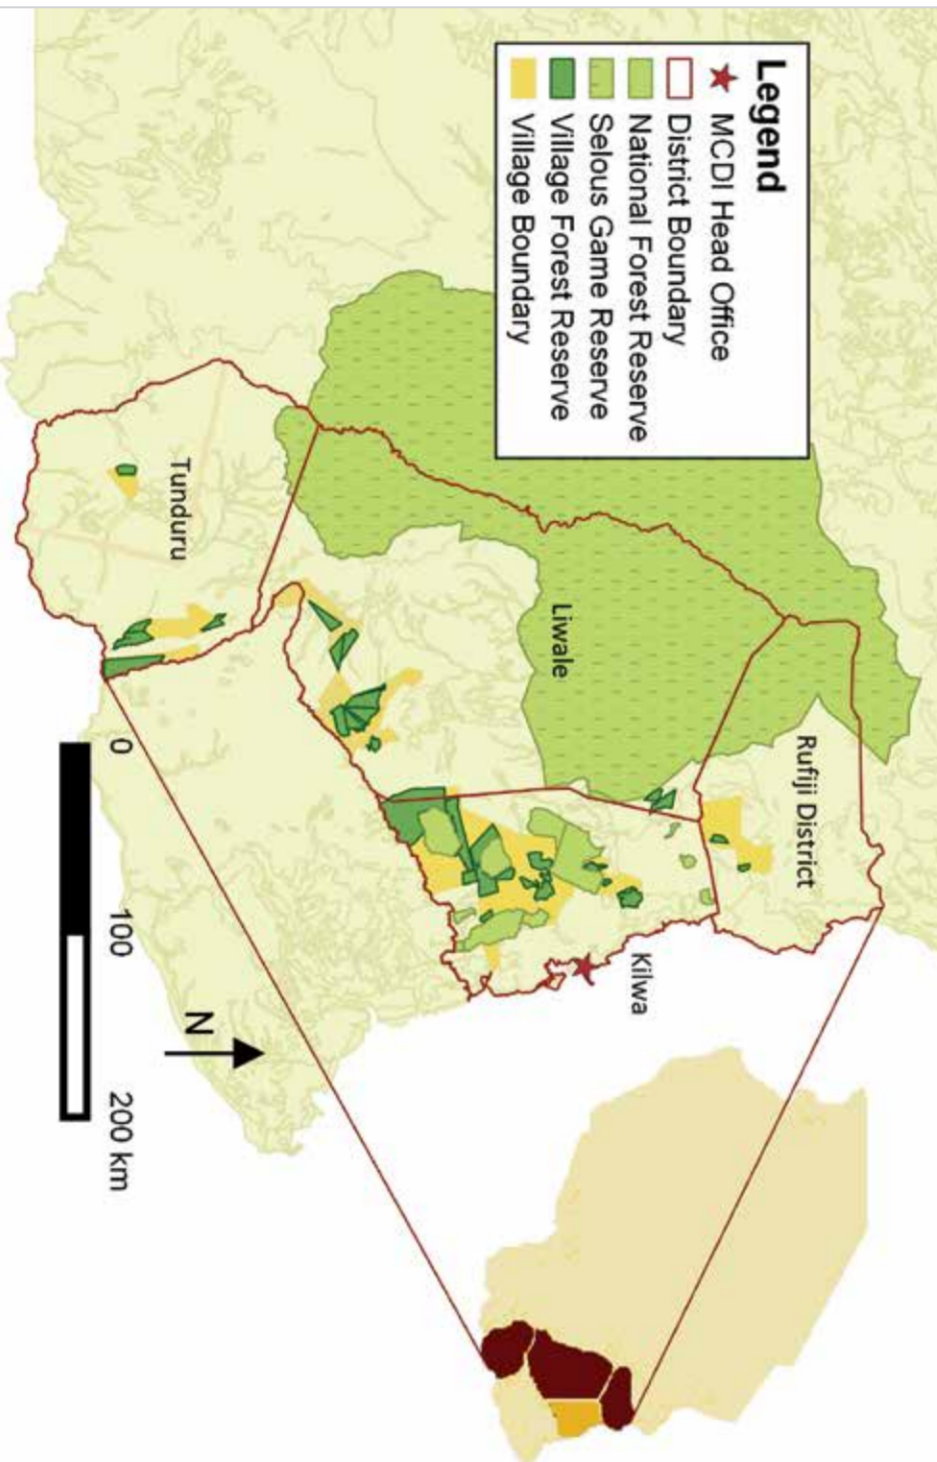 Legend
MCDI Head Office
District Boundary
National Forest Reserve
Selous Game Reserve
Village Forest Reserve
Village Boundary
Rufiji District
Liwale
Kilwa
Tunduru
N
0 100 200 km